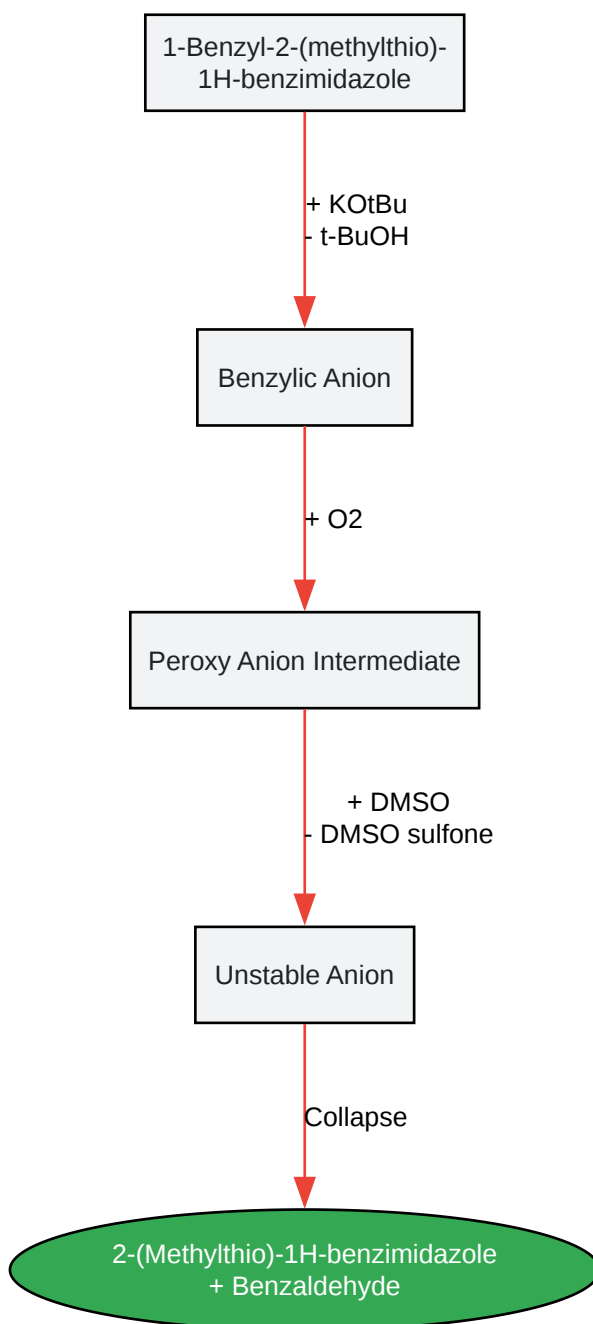 1-Benzyl-2-(methylthio)-
1H-benzimidazole
+ KOtBu
- t-BuOH
Benzylic Anion
+ O2
Peroxy Anion Intermediate
+ DMSO
- DMSO sulfone
Unstable Anion
Collapse
2-(Methylthio)-1H-benzimidazole
+ Benzaldehyde